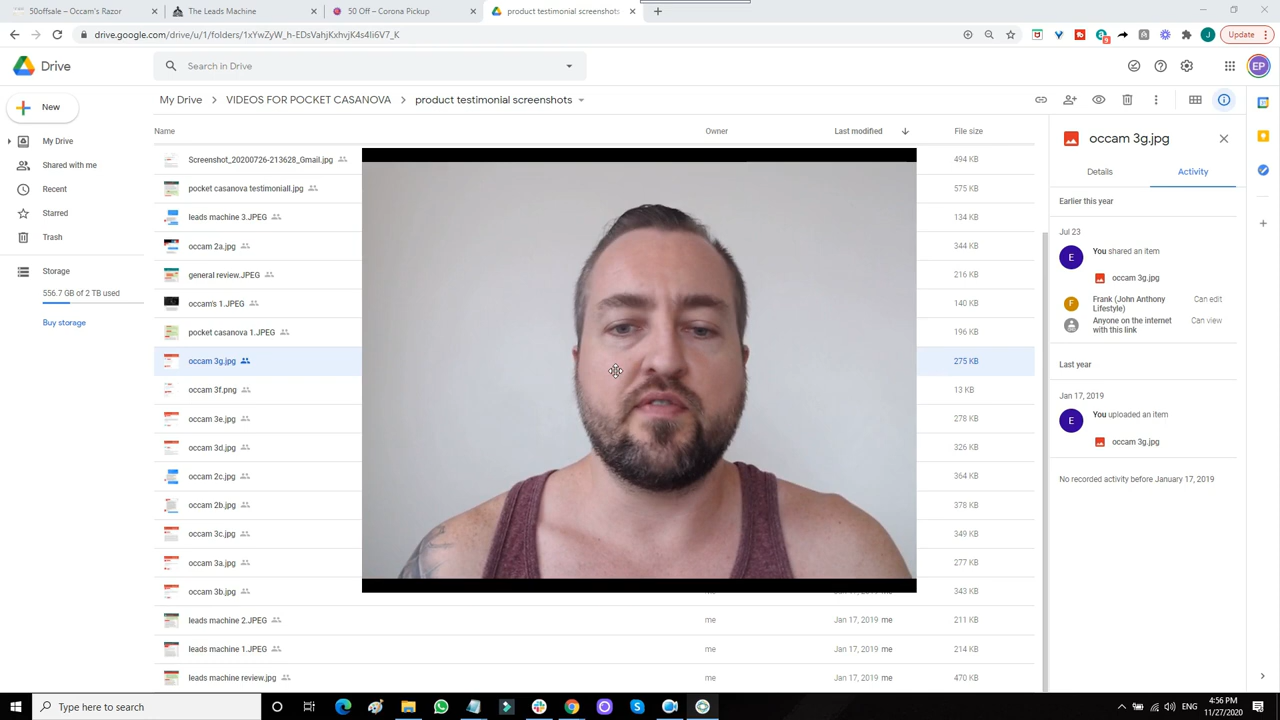 50offsale – Occam's Razor
The Leads Machine
50 Off – Corona Pickup
product testimonial screenshots
drive.google.com/drive/u/1/folders/1xYwZyW_h-EDsVahjKxhvjK4s4Ii6V7_K
Update
Drive
Search in Drive
EP
New
My Drive
Shared with me
Recent
Starred
Trash
Storage
556.7 GB of 2 TB used
Buy storage
My Drive > VIDEOS FOR POCKET CASANOVA > product testimonial screenshots
Name Owner Last modified File size
Screenshot_20200726-213628_Gmail.jpg 494 KB
pocket casanova testimoniall.jpg 575 KB
leads machine 3.JPEG 134 KB
occam 2a.jpg 344 KB
general review.JPEG 216 KB
occam's 1.JPEG 140 KB
pocket casanova 1.JPEG 196 KB
occam 3g.jpg 275 KB
occam 3f.png 13 KB
occam 3e.jpg 278 KB
occam 3d.jpg 326 KB
occam 2c.jpg 364 KB
occam 2b.jpg 378 KB
occam 3c.jpg 349 KB
occam 3a.jpg 277 KB
occam 3b.jpg me Jan 17, 2019 me 343 KB
leads machine 2.JPEG me Jan 17, 2019 me 211 KB
leads machine 1.JPEG me Jan 17, 2019 me 214 KB
leads machine review.jpg me Jan 17, 2019 me 470 KB
occam 3g.jpg
Details Activity
Earlier this year
Jul 23
E You shared an item
occam 3g.jpg
F Frank (John Anthony Lifestyle) Can edit
Anyone on the internet with this link Can view
Last year
Jan 17, 2019
E You uploaded an item
occam 3g.jpg
No recorded activity before January 17, 2019
Type here to search
ENG
4:56 PM
11/27/2020